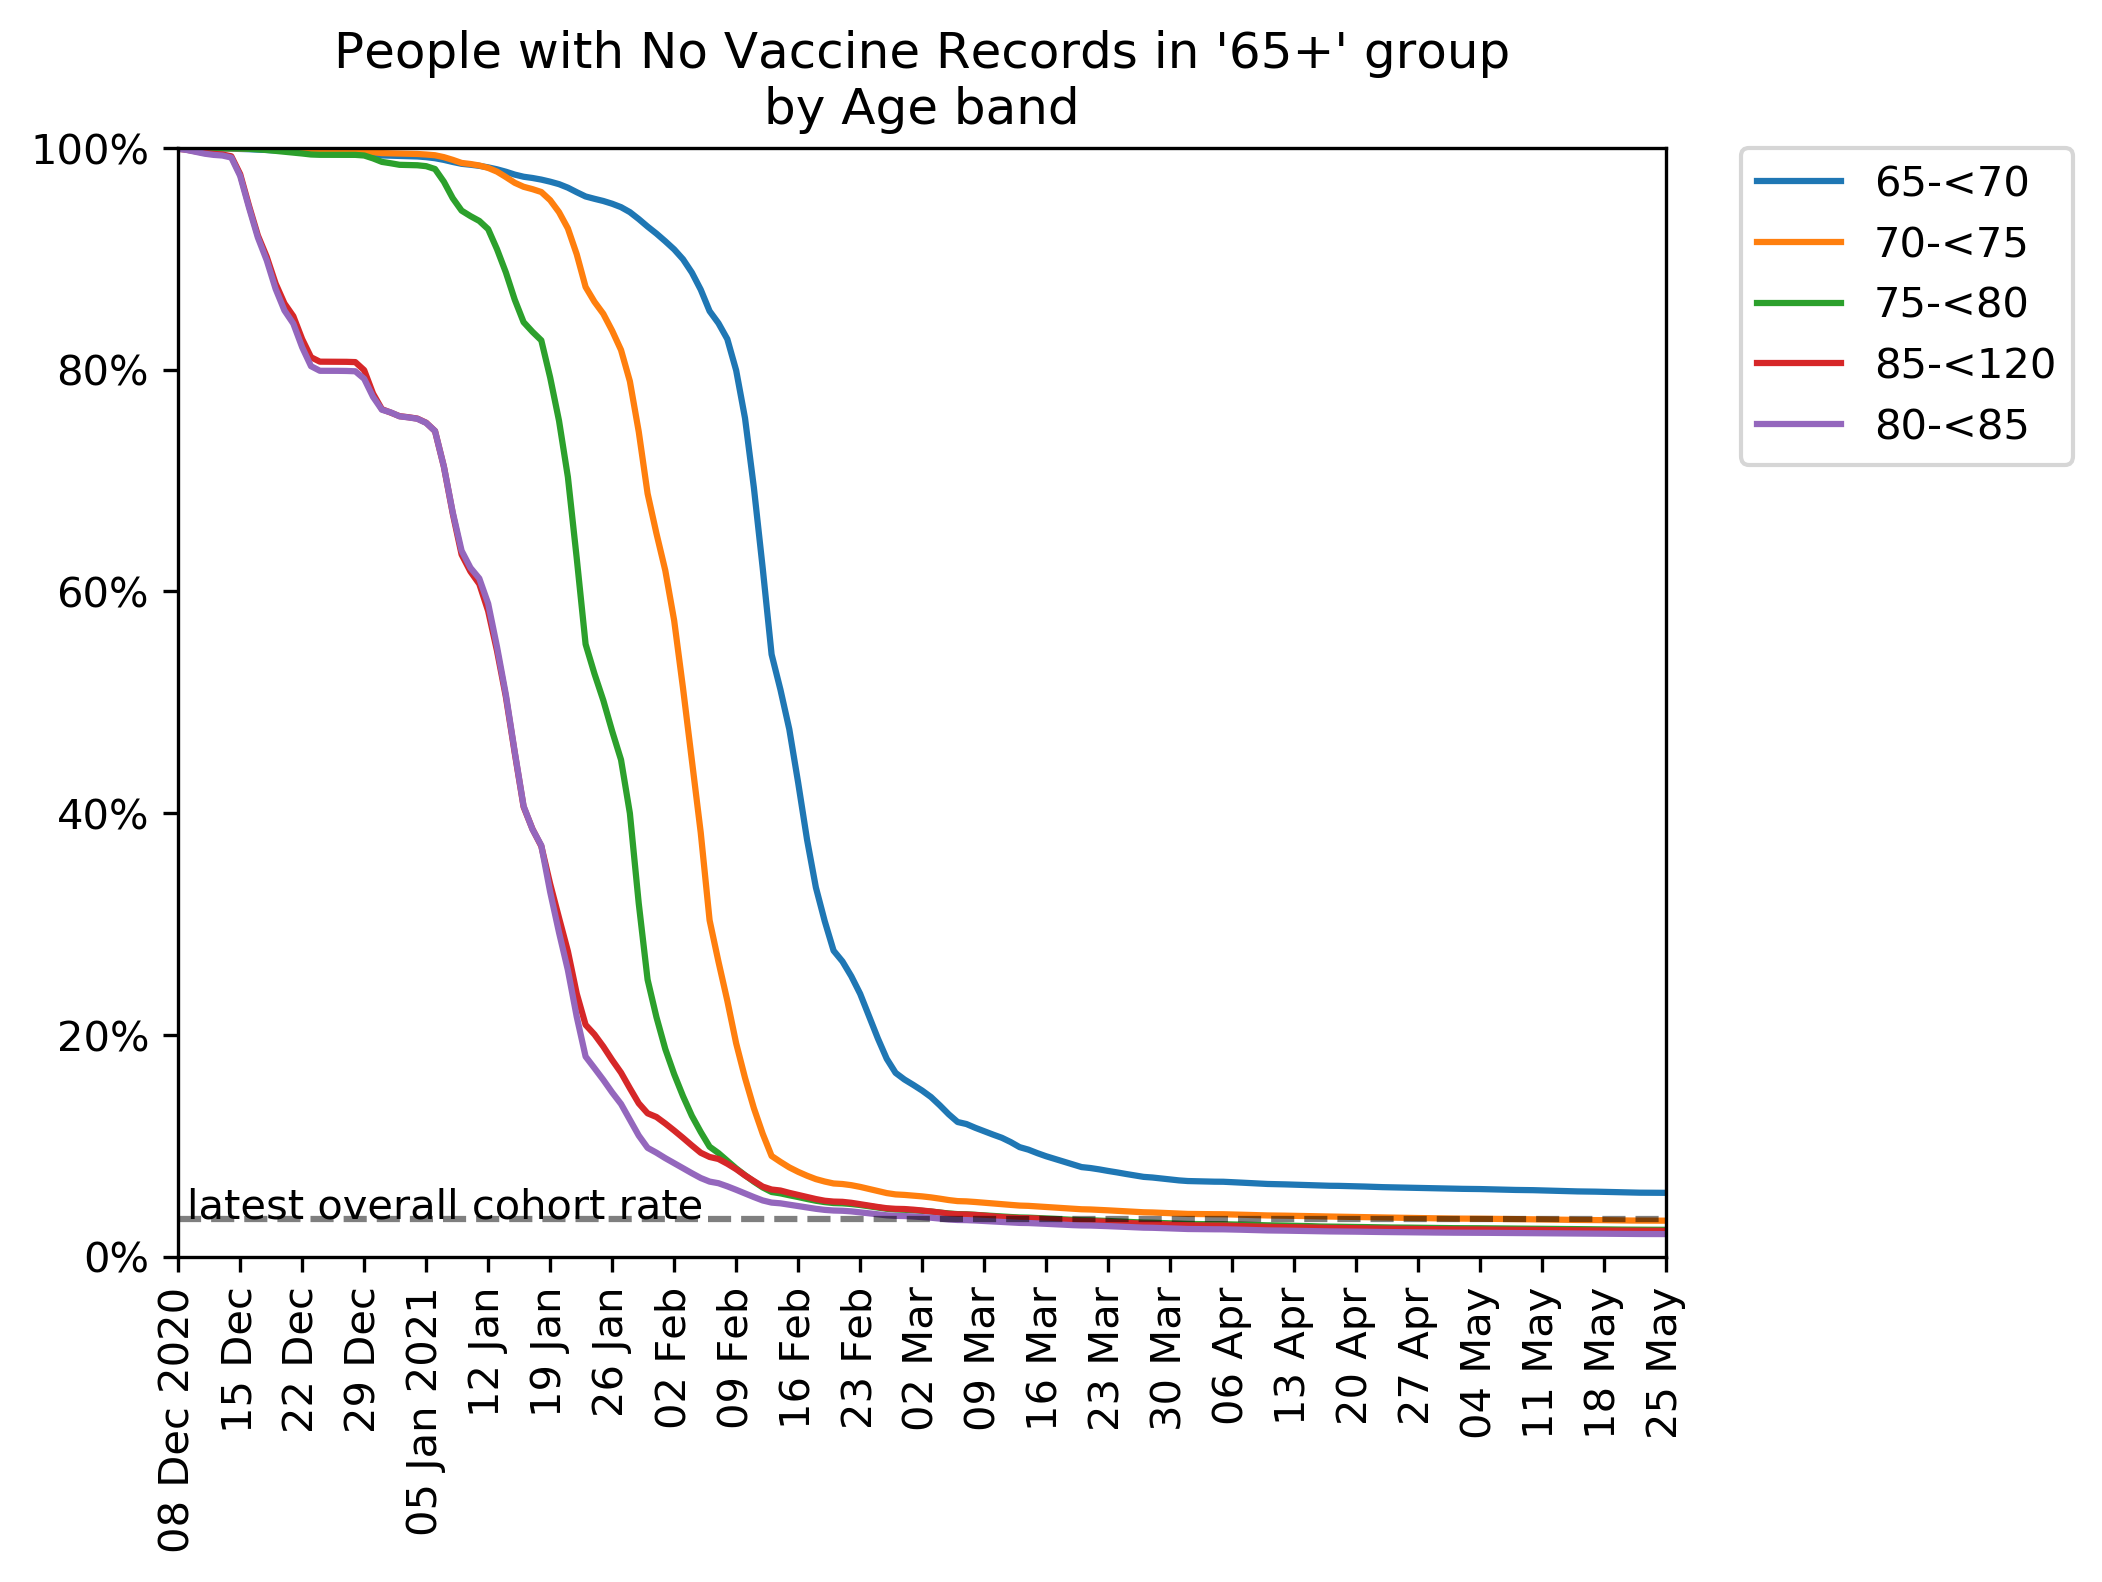 People with No Vaccine Records in '65+' group
by Age band
100%
80%
60%
40%
20%
0%
latest overall cohort rate
08 Dec 2020
15 Dec
22 Dec
29 Dec
05 Jan 2021
12 Jan
19 Jan
26 Jan
02 Feb
09 Feb
16 Feb
23 Feb
02 Mar
09 Mar
16 Mar
23 Mar
30 Mar
06 Apr
13 Apr
20 Apr
27 Apr
04 May
11 May
18 May
25 May
65-<70
70-<75
75-<80
85-<120
80-<85